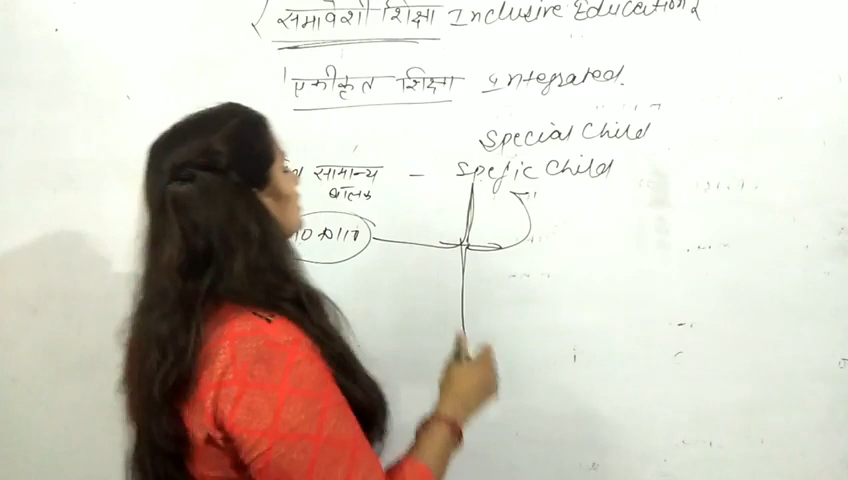 समावेशी शिक्षा Inclusive Education
एकीकृत शिक्षा Integrated.
Special Child
सामान्य - Spefic Child
बालक